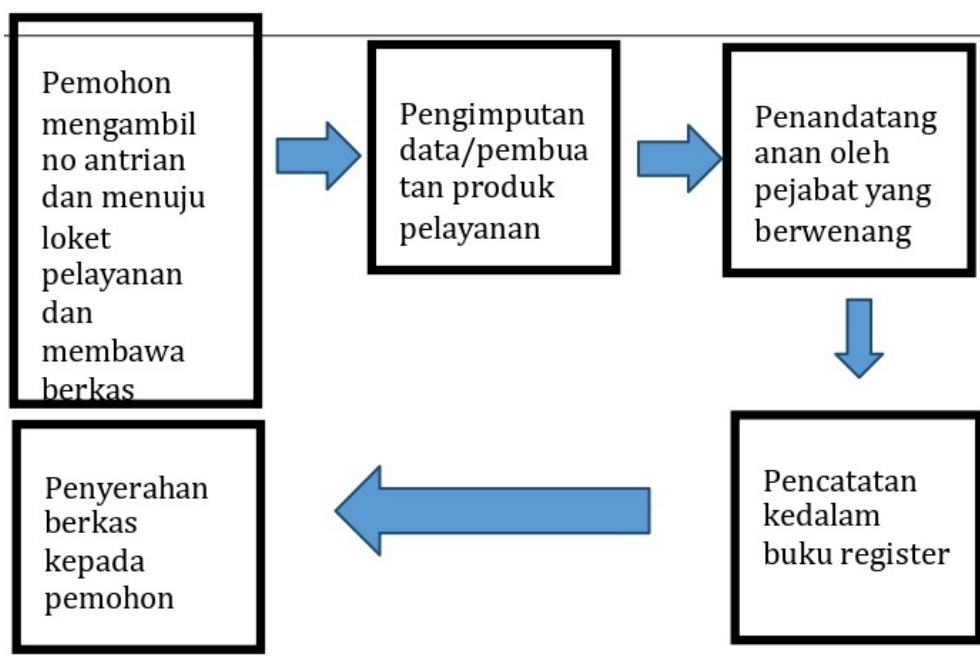 Pemohon
mengambil
no antrian
dan menuju
loket
pelayanan
dan
membawa
berkas
Pengimputan
data/pembua
tan produk
pelayanan
Penandatang
anan oleh
pejabat yang
berwenang
Pencatatan
kedalam
buku register
Penyerahan
berkas
kepada
pemohon